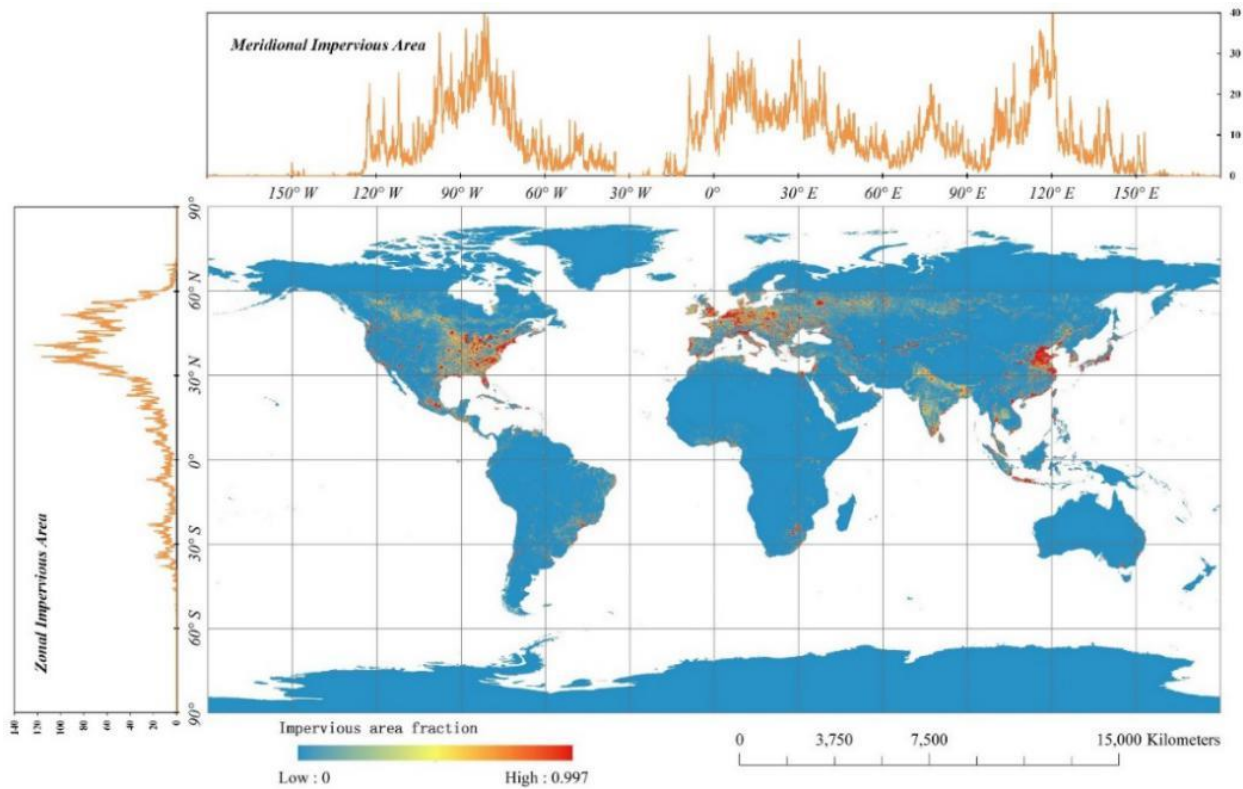 Meridional Impervious Area
40
30
20
10
0
150° W 120° W 90° W 60° W 30° W 0° 30° E 60° E 90° E 120° E 150° E
90°
60° N
30° N
0°
30° S
60° S
90°
Zonal Impervious Area
140 120 100 80 60 40 20 0
Impervious area fraction
Low : 0 High : 0.997
0 3,750 7,500 15,000 Kilometers